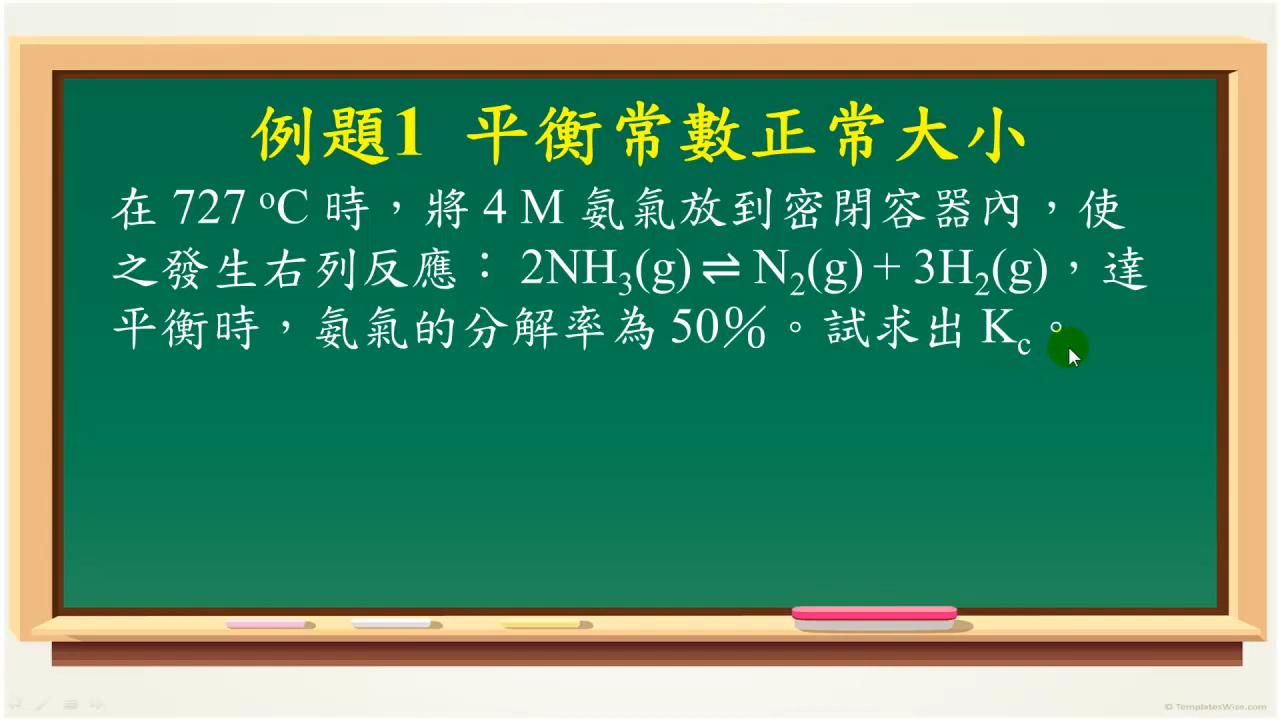 例題1 平衡常數正常大小
在 727 ℃ 時，將 4 M 氨氣放到密閉容器內，使
之發生右列反應： 2NH₃(g) ⇌ N₂(g) + 3H₂(g)，達
平衡時，氨氣的分解率為 50%。試求出 Kc。
© TemplatesWise.com